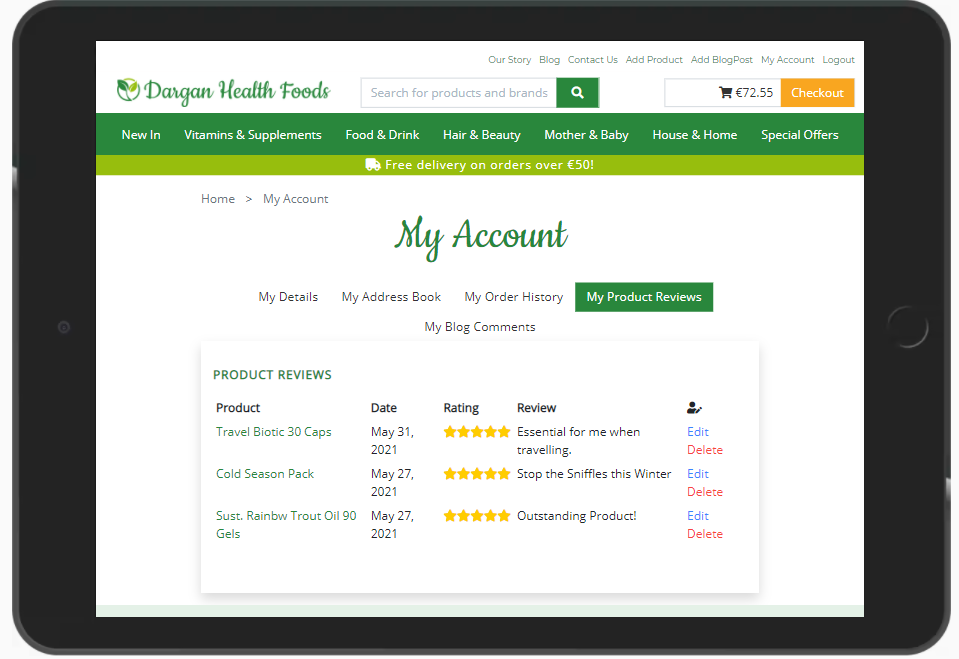 Our Story Blog Contact Us Add Product Add BlogPost My Account Logout
Dargan Health Foods
Search for products and brands
€72.55
Checkout
New In Vitamins & Supplements Food & Drink Hair & Beauty Mother & Baby House & Home Special Offers
Free delivery on orders over €50!
Home > My Account
My Account
My Details My Address Book My Order History My Product Reviews
My Blog Comments
PRODUCT REVIEWS
Product Date Rating Review
Travel Biotic 30 Caps May 31, Essential for me when Edit
2021 travelling. Delete
Cold Season Pack May 27, Stop the Sniffles this Winter Edit
2021 Delete
Sust. Rainbw Trout Oil 90 May 27, Outstanding Product! Edit
Gels 2021 Delete